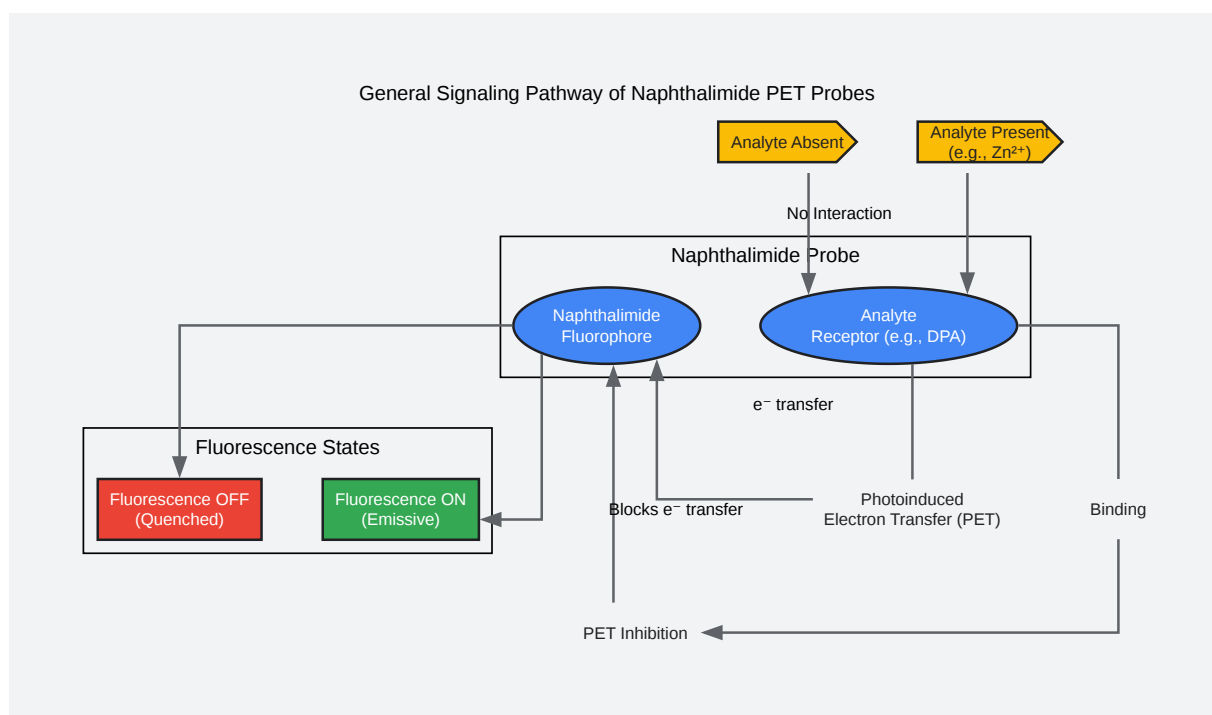 General Signaling Pathway of Naphthalimide PET Probes
Analyte Absent
Analyte Present
(e.g., Zn²⁺)
No Interaction
Naphthalimide Probe
Naphthalimide
Fluorophore
Analyte
Receptor (e.g., DPA)
e⁻ transfer
Fluorescence States
Fluorescence OFF
(Quenched)
Fluorescence ON
(Emissive)
Blocks e⁻ transfer
Photoinduced
Electron Transfer (PET)
Binding
PET Inhibition